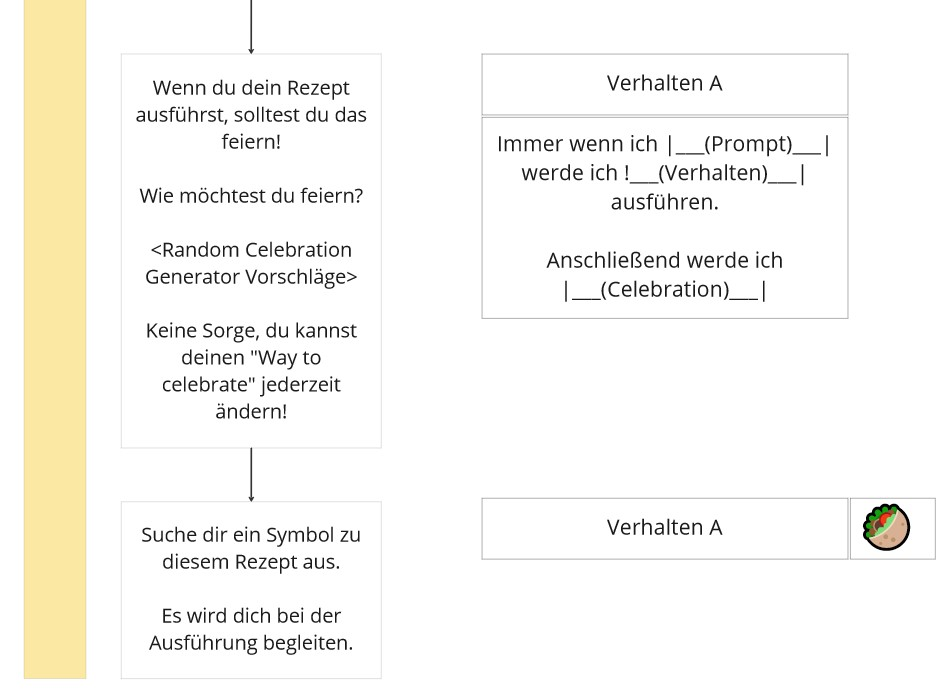 Wenn du dein Rezept
ausführst, solltest du das
feiern!
Wie möchtest du feiern?
<Random Celebration
Generator Vorschläge>
Keine Sorge, du kannst
deinen "Way to
celebrate" jederzeit
ändern!
Verhalten A
Immer wenn ich |___(Prompt)___|
werde ich !___(Verhalten)___|
ausführen.
Anschließend werde ich
|___(Celebration)___|
Suche dir ein Symbol zu
diesem Rezept aus.
Es wird dich bei der
Ausführung begleiten.
Verhalten A